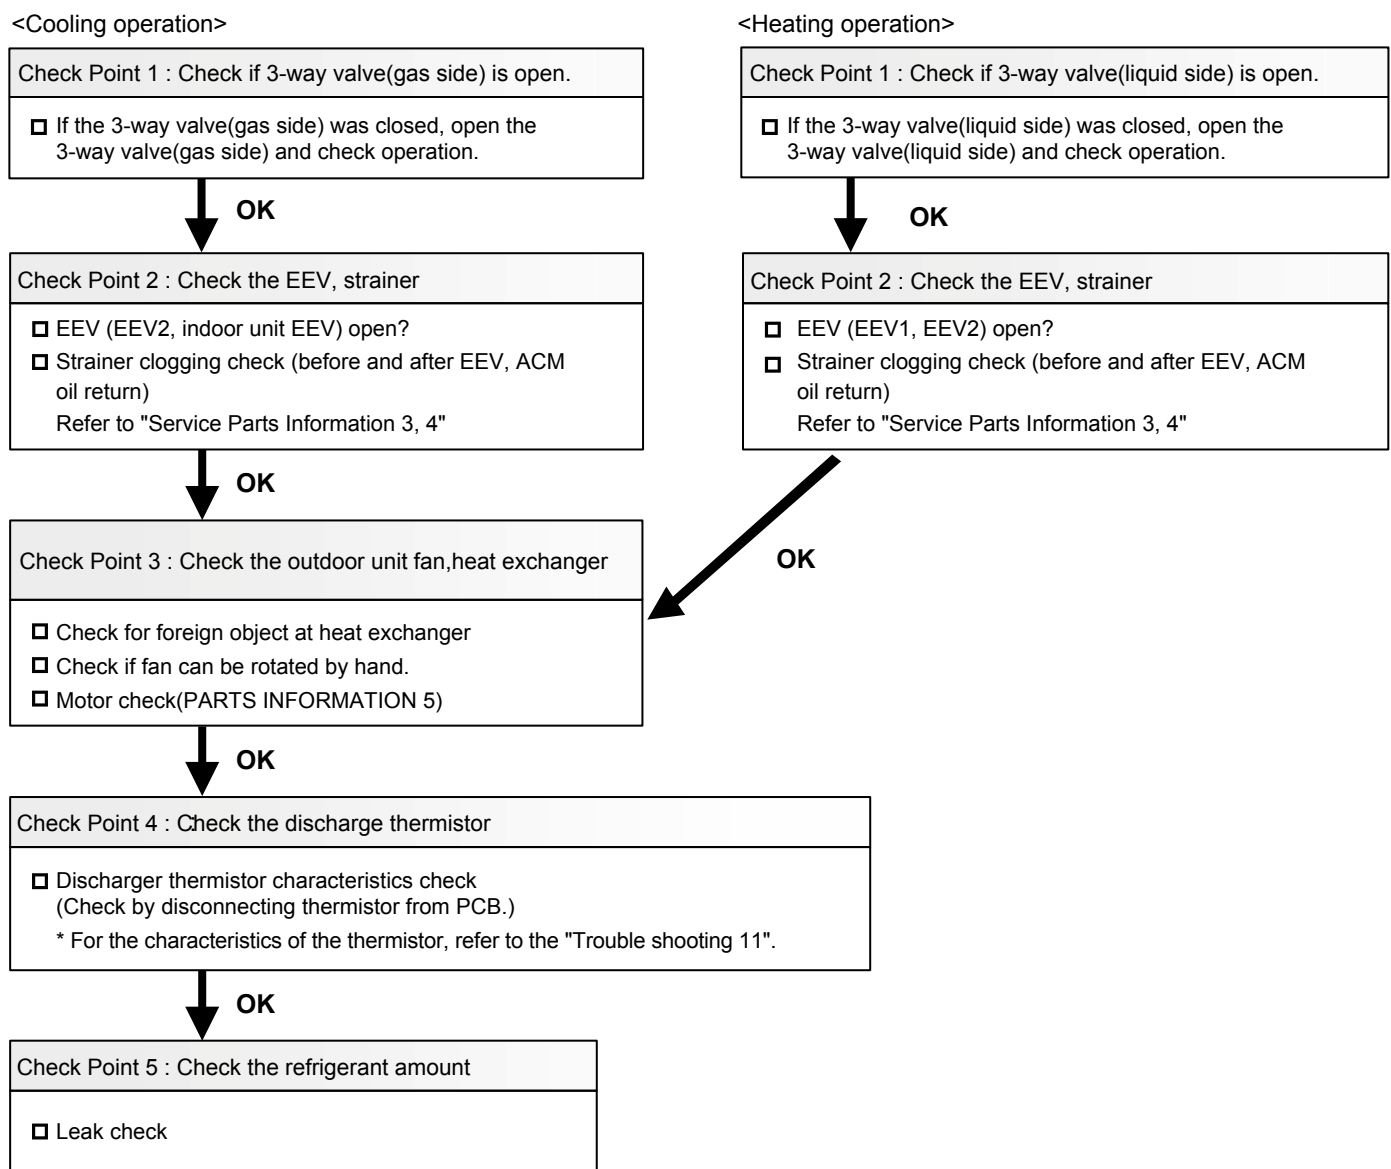 <Cooling operation>
Check Point 1 : Check if 3-way valve(gas side) is open.
If the 3-way valve(gas side) was closed, open the
3-way valve(gas side) and check operation.
OK
Check Point 2 : Check the EEV, strainer
EEV (EEV2, indoor unit EEV) open?
Strainer clogging check (before and after EEV, ACM
oil return)
Refer to "Service Parts Information 3, 4"
OK
<Heating operation>
Check Point 1 : Check if 3-way valve(liquid side) is open.
If the 3-way valve(liquid side) was closed, open the
3-way valve(liquid side) and check operation.
OK
Check Point 2 : Check the EEV, strainer
EEV (EEV1, EEV2) open?
Strainer clogging check (before and after EEV, ACM
oil return)
Refer to "Service Parts Information 3, 4"
OK
Check Point 3 : Check the outdoor unit fan,heat exchanger
Check for foreign object at heat exchanger
Check if fan can be rotated by hand.
Motor check(PARTS INFORMATION 5)
OK
Check Point 4 : Check the discharge thermistor
Discharger thermistor characteristics check
(Check by disconnecting thermistor from PCB.)
* For the characteristics of the thermistor, refer to the "Trouble shooting 11".
OK
Check Point 5 : Check the refrigerant amount
Leak check